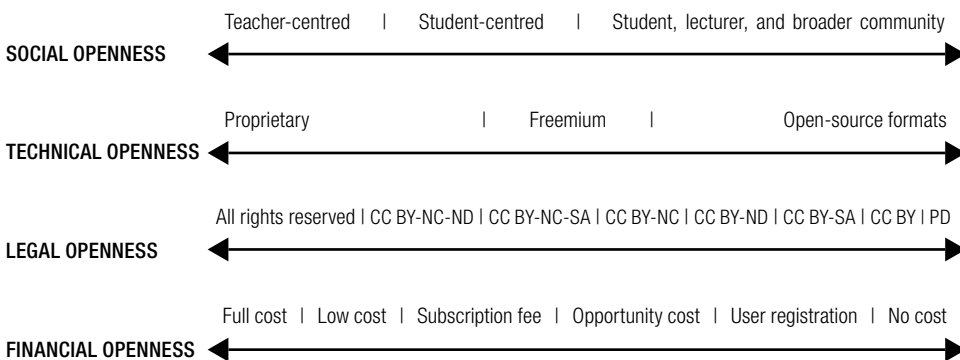 Teacher-centred | Student-centred | Student, lecturer, and broader community
SOCIAL OPENNESS
Proprietary | Freemium | Open-source formats
TECHNICAL OPENNESS
All rights reserved | CC BY-NC-ND | CC BY-NC-SA | CC BY-NC | CC BY-ND | CC BY-SA | CC BY | PD
LEGAL OPENNESS
Full cost | Low cost | Subscription fee | Opportunity cost | User registration | No cost
FINANCIAL OPENNESS